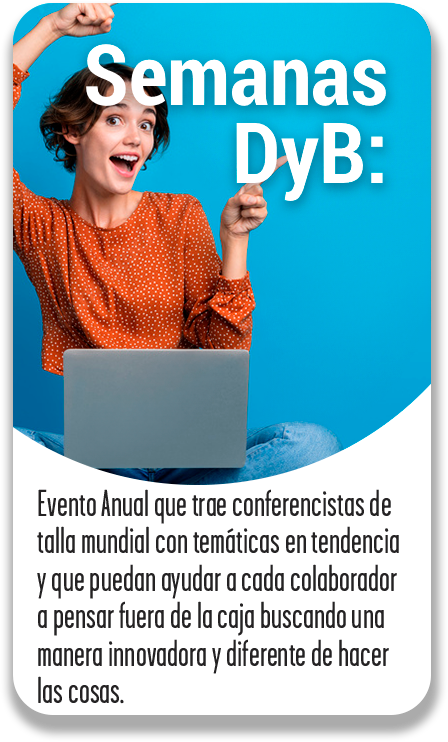 Semanas
DyB:
Evento Anual que trae conferencistas de
talla mundial con temáticas en tendencia
y que puedan ayudar a cada colaborador
a pensar fuera de la caja buscando una
manera innovadora y diferente de hacer
las cosas.